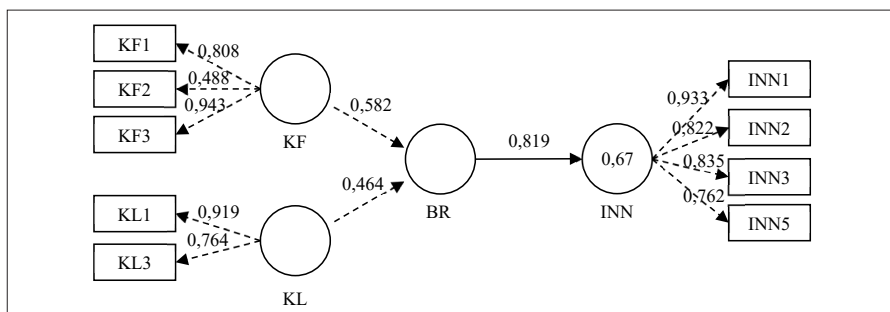 KF1
0,808
KF2
0,488
KF3
0,943
KF
0,582
KL1
0,919
KL3
0,764
KL
0,464
BR
0,819
0,67
INN
INN1
0,933
INN2
0,822
INN3
0,835
INN5
0,762